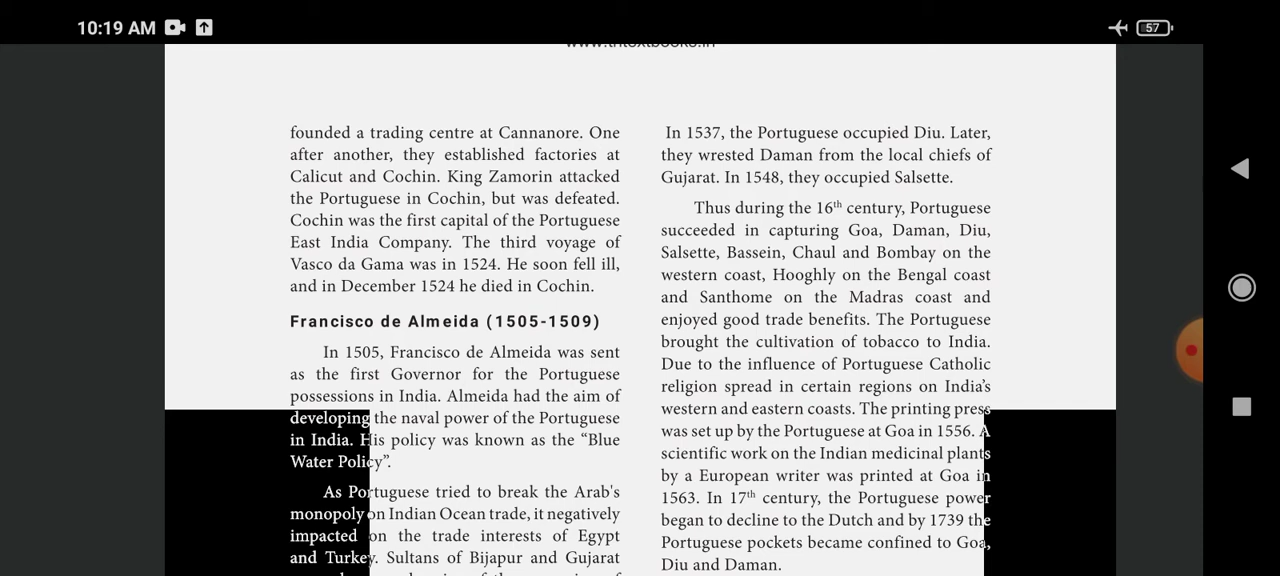 10:19 AM
57
founded a trading centre at Cannanore. One
after another, they established factories at
Calicut and Cochin. King Zamorin attacked
the Portuguese in Cochin, but was defeated.
Cochin was the first capital of the Portuguese
East India Company. The third voyage of
Vasco da Gama was in 1524. He soon fell ill,
and in December 1524 he died in Cochin.
Francisco de Almeida (1505-1509)
In 1505, Francisco de Almeida was sent
as the first Governor for the Portuguese
possessions in India. Almeida had the aim of
developing the naval power of the Portuguese
in India. His policy was known as the “Blue
Water Policy”.
As Portuguese tried to break the Arab's
monopoly on Indian Ocean trade, it negatively
impacted on the trade interests of Egypt
and Turkey. Sultans of Bijapur and Gujarat
In 1537, the Portuguese occupied Diu. Later,
they wrested Daman from the local chiefs of
Gujarat. In 1548, they occupied Salsette.
Thus during the 16th century, Portuguese
succeeded in capturing Goa, Daman, Diu,
Salsette, Bassein, Chaul and Bombay on the
western coast, Hooghly on the Bengal coast
and Santhome on the Madras coast and
enjoyed good trade benefits. The Portuguese
brought the cultivation of tobacco to India.
Due to the influence of Portuguese Catholic
religion spread in certain regions on India’s
western and eastern coasts. The printing press
was set up by the Portuguese at Goa in 1556. A
scientific work on the Indian medicinal plants
by a European writer was printed at Goa in
1563. In 17th century, the Portuguese power
began to decline to the Dutch and by 1739 the
Portuguese pockets became confined to Goa,
Diu and Daman.